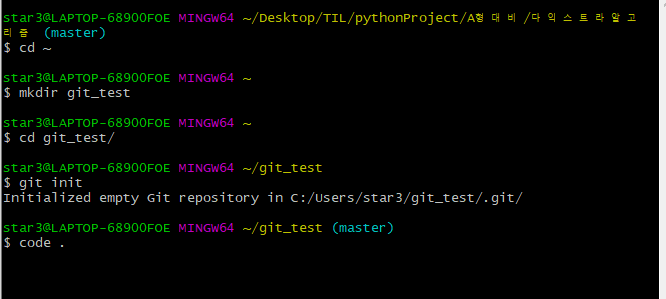 star3@LAPTOP-68900FOE MINGW64 ~/Desktop/TIL/pythonProject/A형 대 비 /다 익 스 트 라 알 고
리 즘 (master)
$ cd ~
star3@LAPTOP-68900FOE MINGW64 ~
$ mkdir git_test
star3@LAPTOP-68900FOE MINGW64 ~
$ cd git_test/
star3@LAPTOP-68900FOE MINGW64 ~/git_test
$ git init
Initialized empty Git repository in C:/Users/star3/git_test/.git/
star3@LAPTOP-68900FOE MINGW64 ~/git_test (master)
$ code .